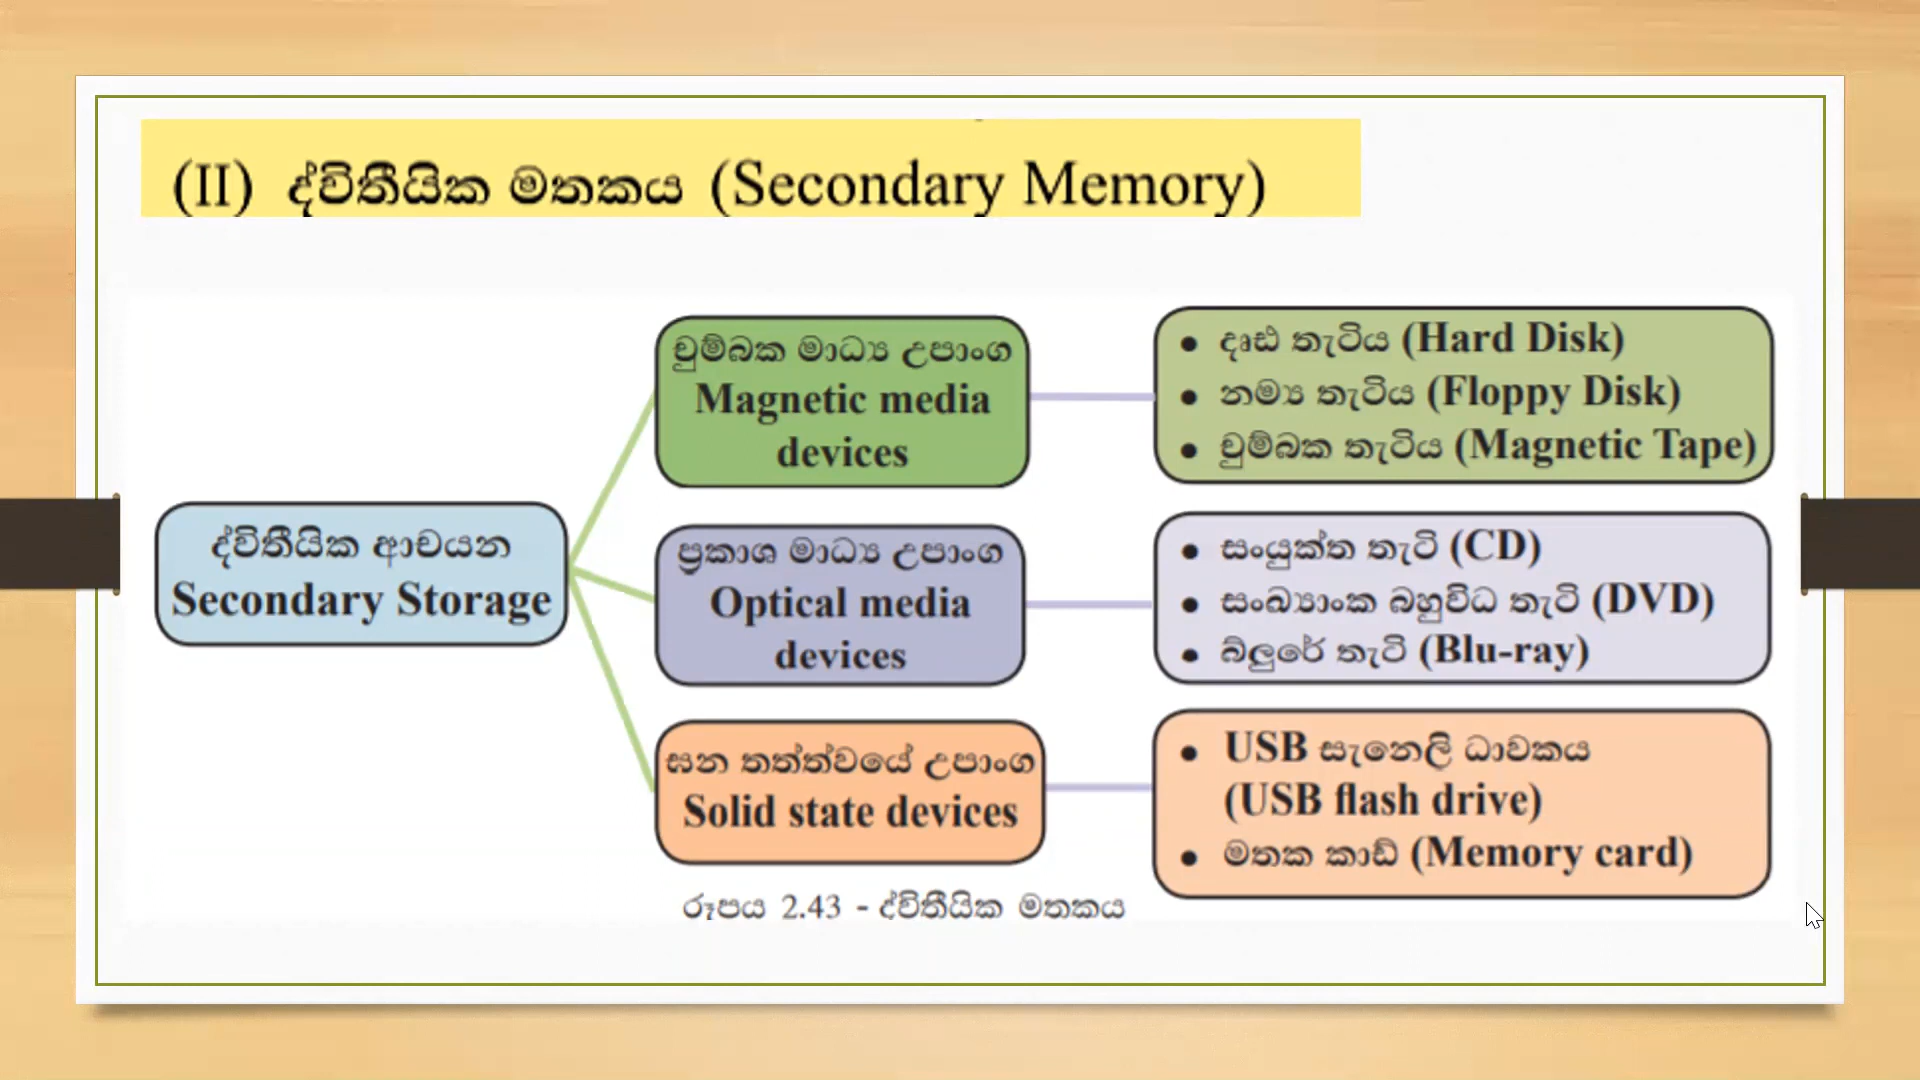 (II) ද්විතීයික මතකය (Secondary Memory)
ද්විතීයික ආචයන
Secondary Storage
චුම්බක මාධ්‍ය උපාංග
Magnetic media
devices
• දෘඪ තැටිය (Hard Disk)
• නම්‍ය තැටිය (Floppy Disk)
• චුම්බක තැටිය (Magnetic Tape)
ප්‍රකාශ මාධ්‍ය උපාංග
Optical media
devices
• සංයුක්ත තැටි (CD)
• සංඛ්‍යාංක බහුවිධ තැටි (DVD)
• බ්ලුරේ තැටි (Blu-ray)
ඝන තත්ත්වයේ උපාංග
Solid state devices
• USB සැනෙලි ධාවකය
(USB flash drive)
• මතක කාඩ් (Memory card)
රූපය 2.43 - ද්විතීයික මතකය